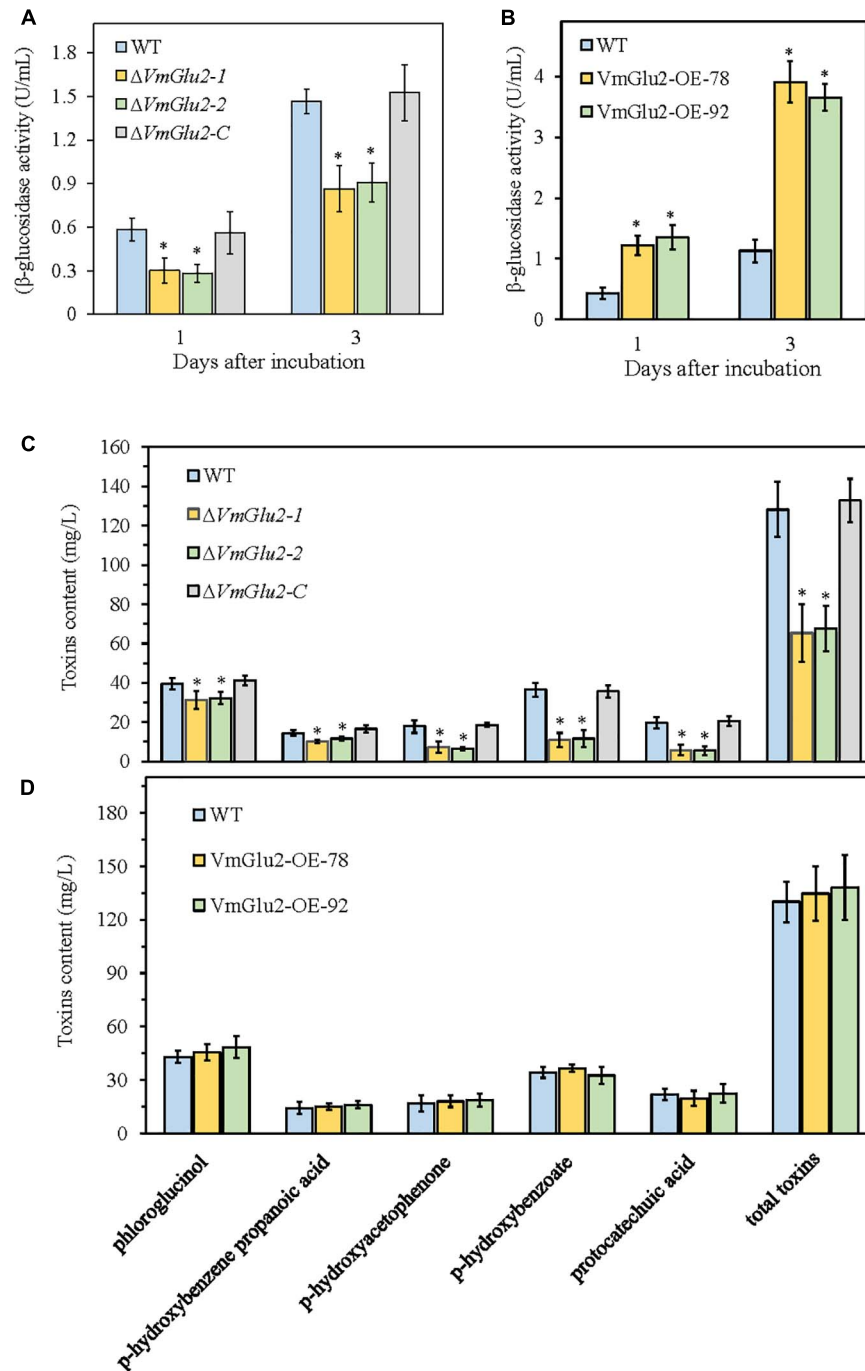 A
(β-glucosidase activity (U/mL)
1.8
1.5
1.2
0.9
0.6
0.3
0
WT
ΔVmGlu2-1
ΔVmGlu2-2
ΔVmGlu2-C
* *
* *
1 3
Days after incubation
B
β-glucosidase activity (U/mL)
4
3
2
1
0
WT
VmGlu2-OE-78
VmGlu2-OE-92
* *
* *
1 3
Days after incubation
C
Toxins content (mg/L)
160
140
120
100
80
60
40
20
0
WT
ΔVmGlu2-1
ΔVmGlu2-2
ΔVmGlu2-C
* * * * * * * * * * * *
D
Toxins content (mg/L)
180
150
120
90
60
30
0
WT
VmGlu2-OE-78
VmGlu2-OE-92
phloroglucinol
p-hydroxybenzene propanoic acid
p-hydroxyacetophenone
p-hydroxybenzoate
protocatechuic acid
total toxins